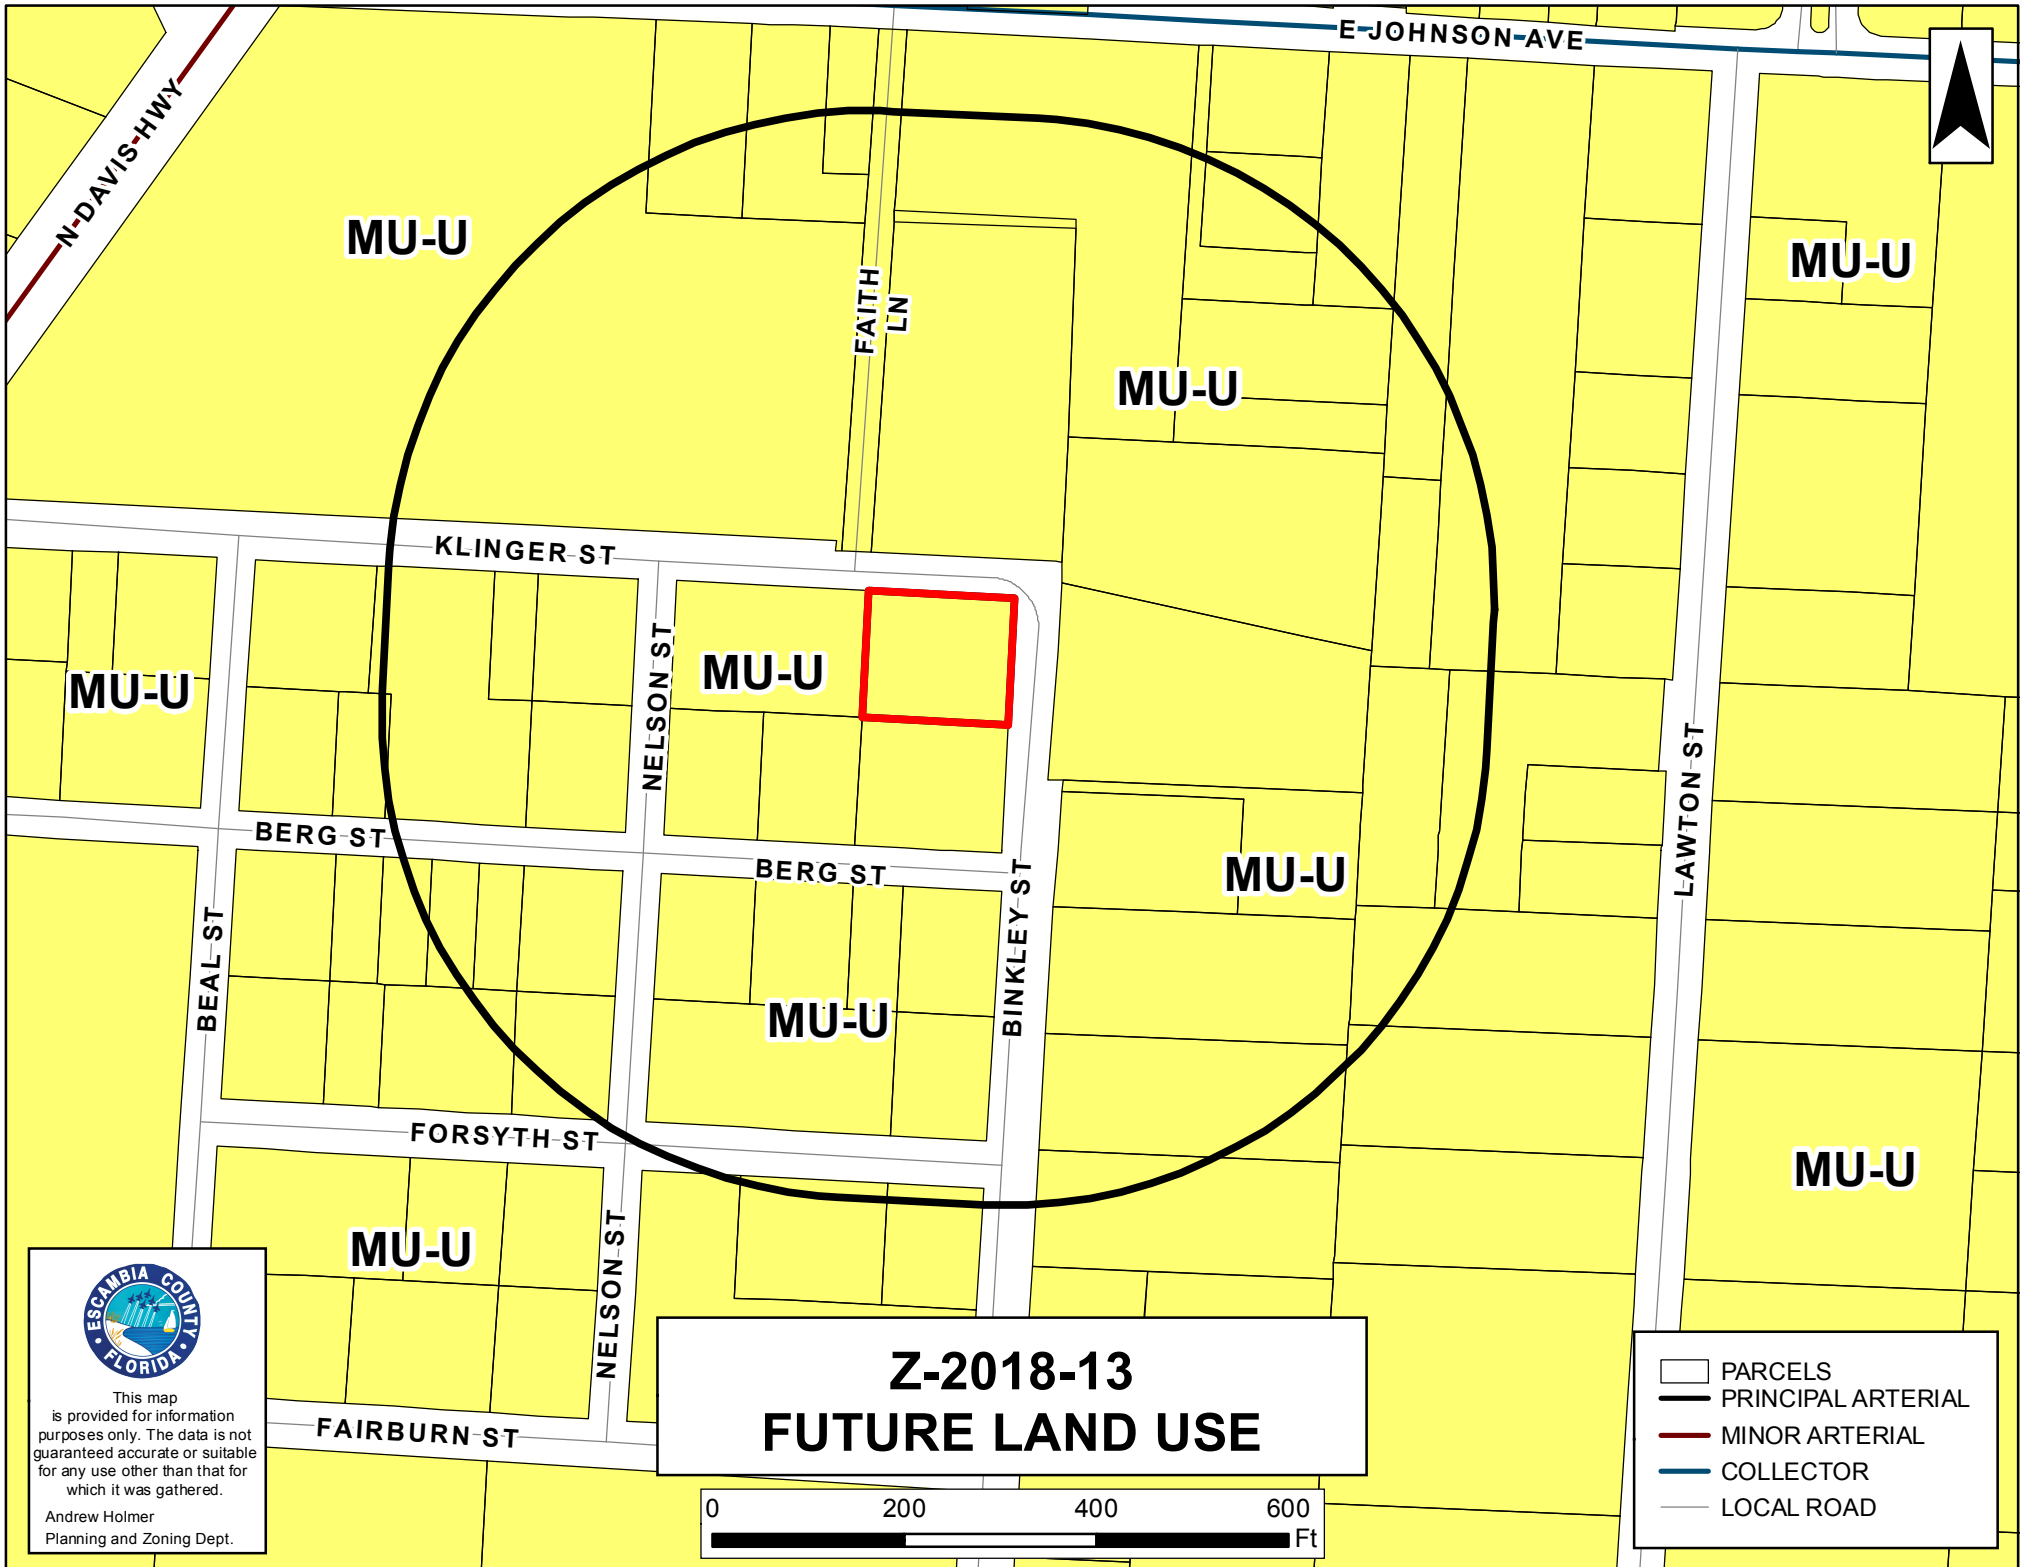 E JOHNSON AVE
N DAVIS HWY
MU-U
MU-U
FAITH
LN
MU-U
KLINGER ST
NELSON ST
MU-U
MU-U
LAWTON ST
BERG ST
BERG ST
MU-U
BEAL ST
BINKLEY ST
MU-U
FORSYTH ST
MU-U
MU-U
NELSON ST
FAIRBURN ST
ESCAMBIA COUNTY
FLORIDA
This map
is provided for information
purposes only. The data is not
guaranteed accurate or suitable
for any use other than that for
which it was gathered.
Andrew Holmer
Planning and Zoning Dept.
Z-2018-13
FUTURE LAND USE
0 200 400 600
Ft
PARCELS
PRINCIPAL ARTERIAL
MINOR ARTERIAL
COLLECTOR
LOCAL ROAD